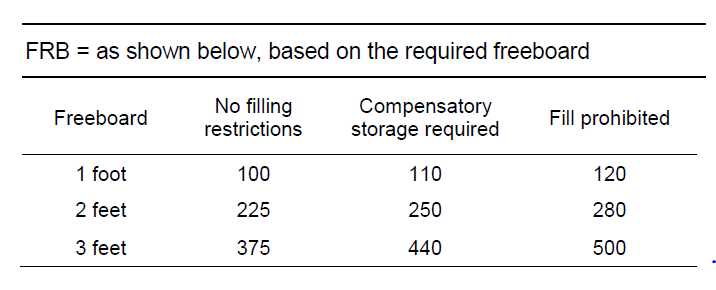 FRB = as shown below, based on the required freeboard
Freeboard No filling restrictions Compensatory storage required Fill prohibited
1 foot 100 110 120
2 feet 225 250 280
3 feet 375 440 500
.